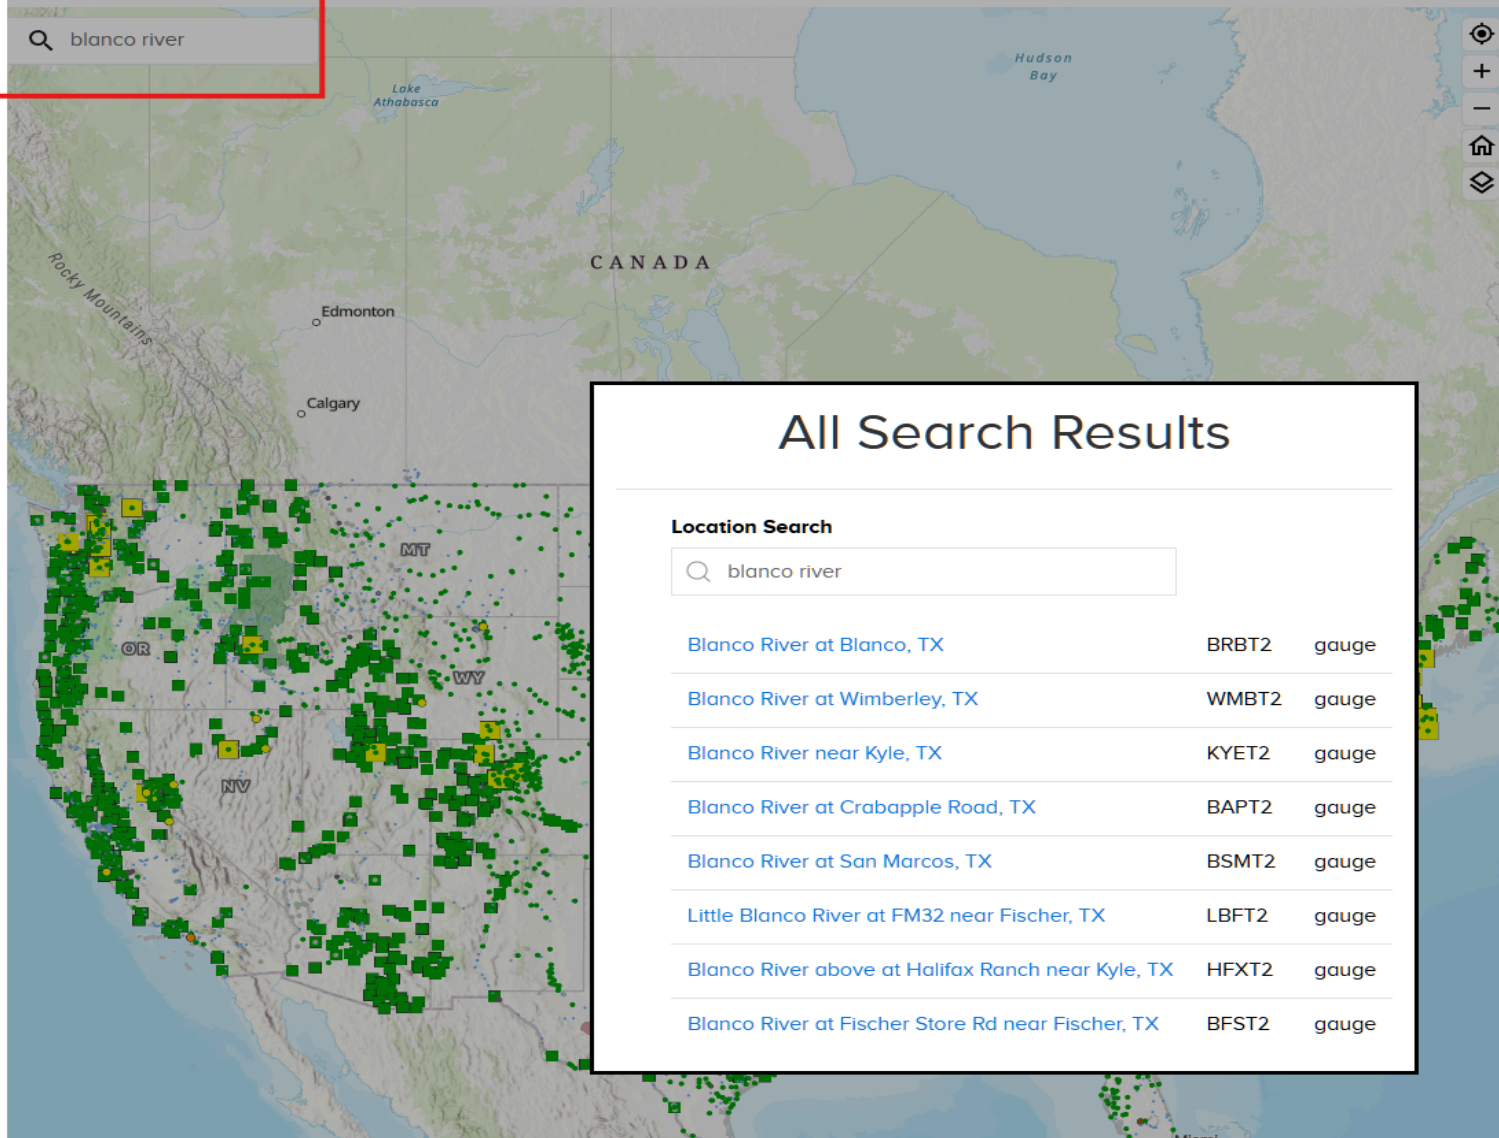 blanco river
Hudson
Bay
Lake
Athabasca
CANADA
Rocky Mountains
Edmonton
Calgary
MT
OR
WY
NV
All Search Results
Location Search
blanco river
Blanco River at Blanco, TX BRBT2 gauge
Blanco River at Wimberley, TX WMBT2 gauge
Blanco River near Kyle, TX KYET2 gauge
Blanco River at Crabapple Road, TX BAPT2 gauge
Blanco River at San Marcos, TX BSMT2 gauge
Little Blanco River at FM32 near Fischer, TX LBFT2 gauge
Blanco River above at Halifax Ranch near Kyle, TX HFXT2 gauge
Blanco River at Fischer Store Rd near Fischer, TX BFST2 gauge
Miami